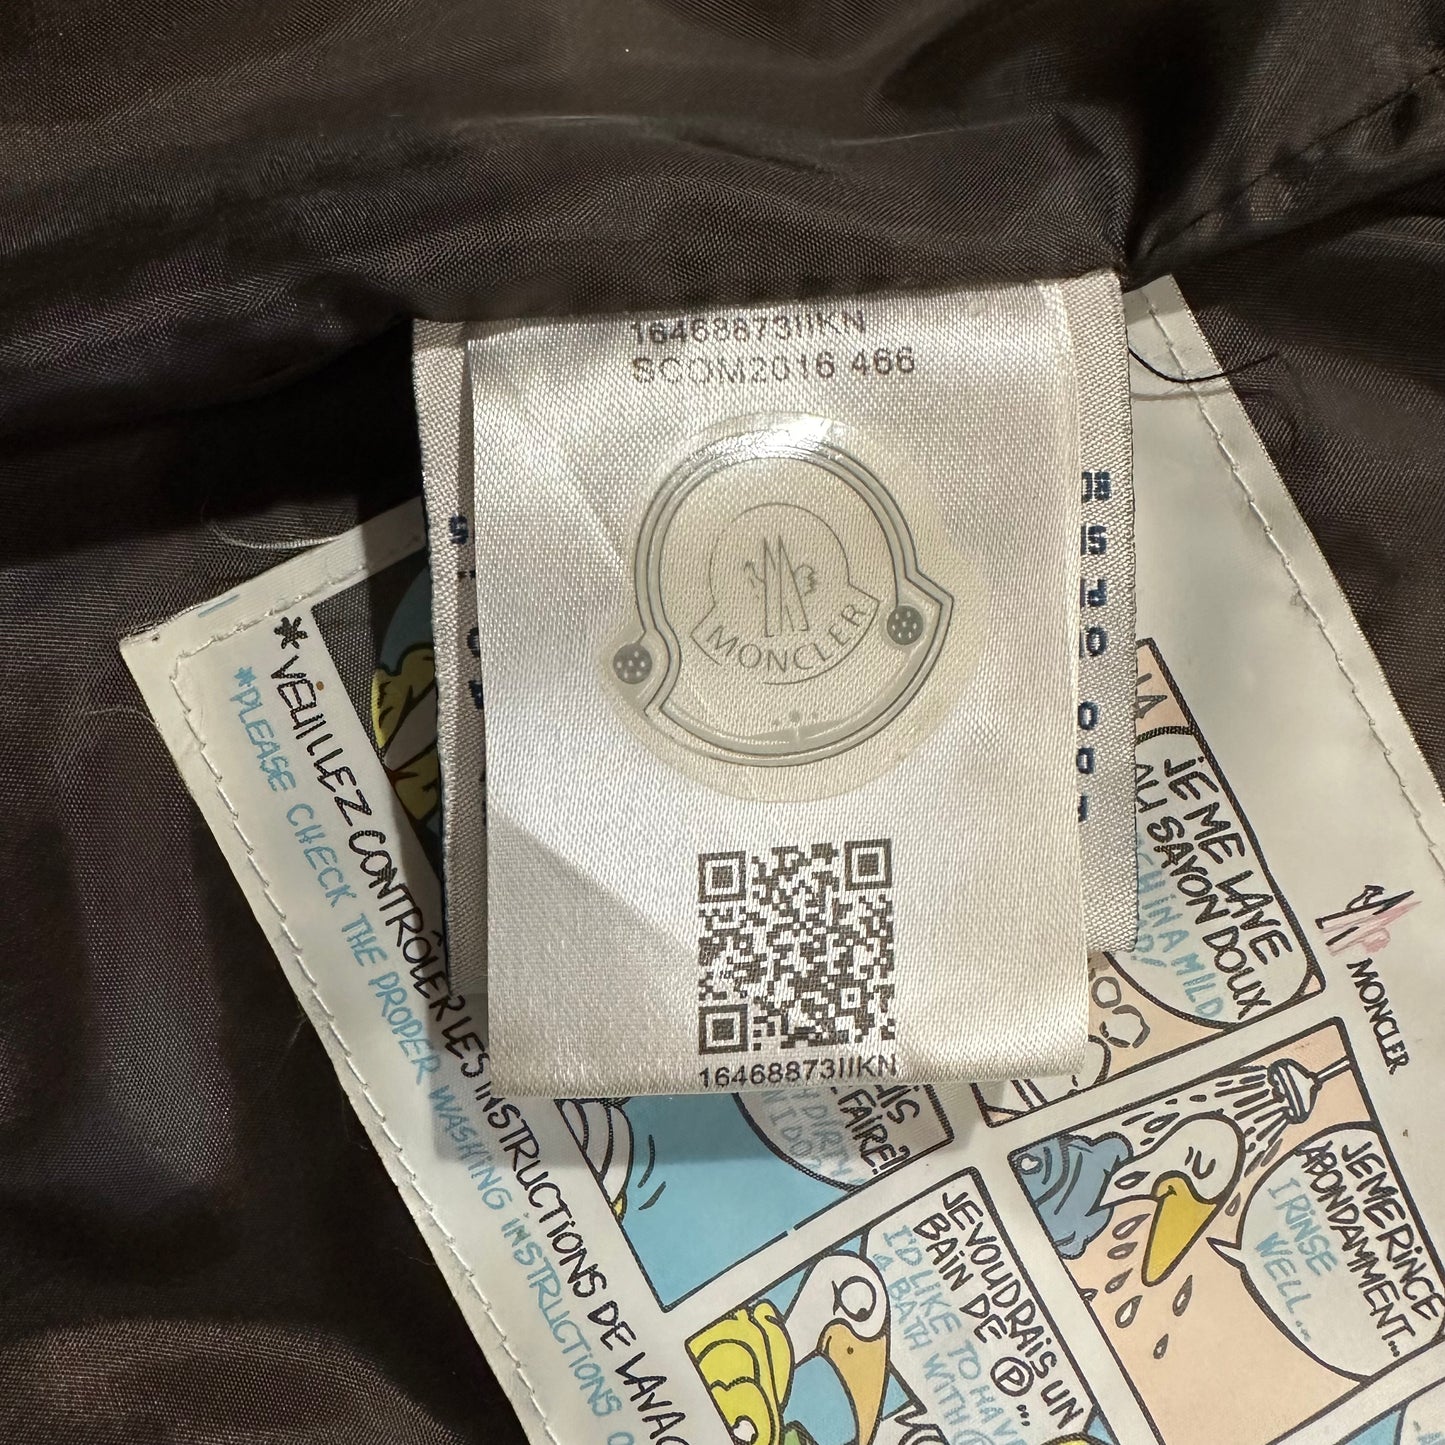 16468873IIKN
SCOM2016 466
MONCLER
16468873IIKN
*VEUILLEZ CONTRÔLER LES INSTRUCTIONS DE
*PLEASE CHECK THE PROPER WASHING INSTRUCTIONS
JE ME LAVE
AU SAVON DOUX
MILD
MONCLER
FAIRE?
JE VOUDRAIS UN
BAIN DE Ⓟ...
I'D LIKE TO HAVE
A BATH WITH
JE ME RINCE
ABONDAMMENT...
I RINSE
WELL...